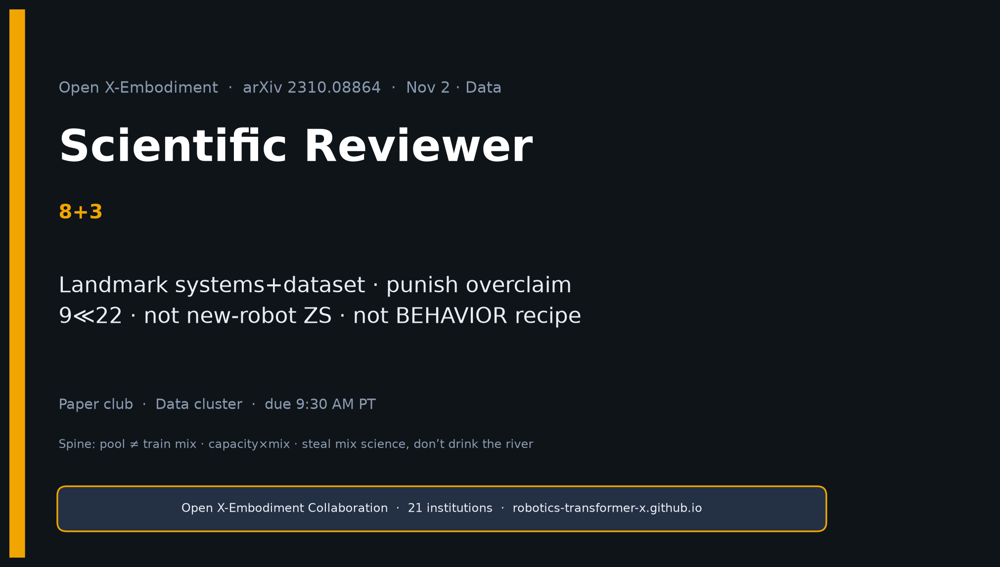 Open X-Embodiment · arXiv 2310.08864 · Nov 2 · Data
Scientific Reviewer
8+3
Landmark systems+dataset · punish overclaim
9≪22 · not new-robot ZS · not BEHAVIOR recipe
Paper club · Data cluster · due 9:30 AM PT
Spine: pool ≠ train mix · capacity×mix · steal mix science, don’t drink the river
Open X-Embodiment Collaboration · 21 institutions · robotics-transformer-x.github.io